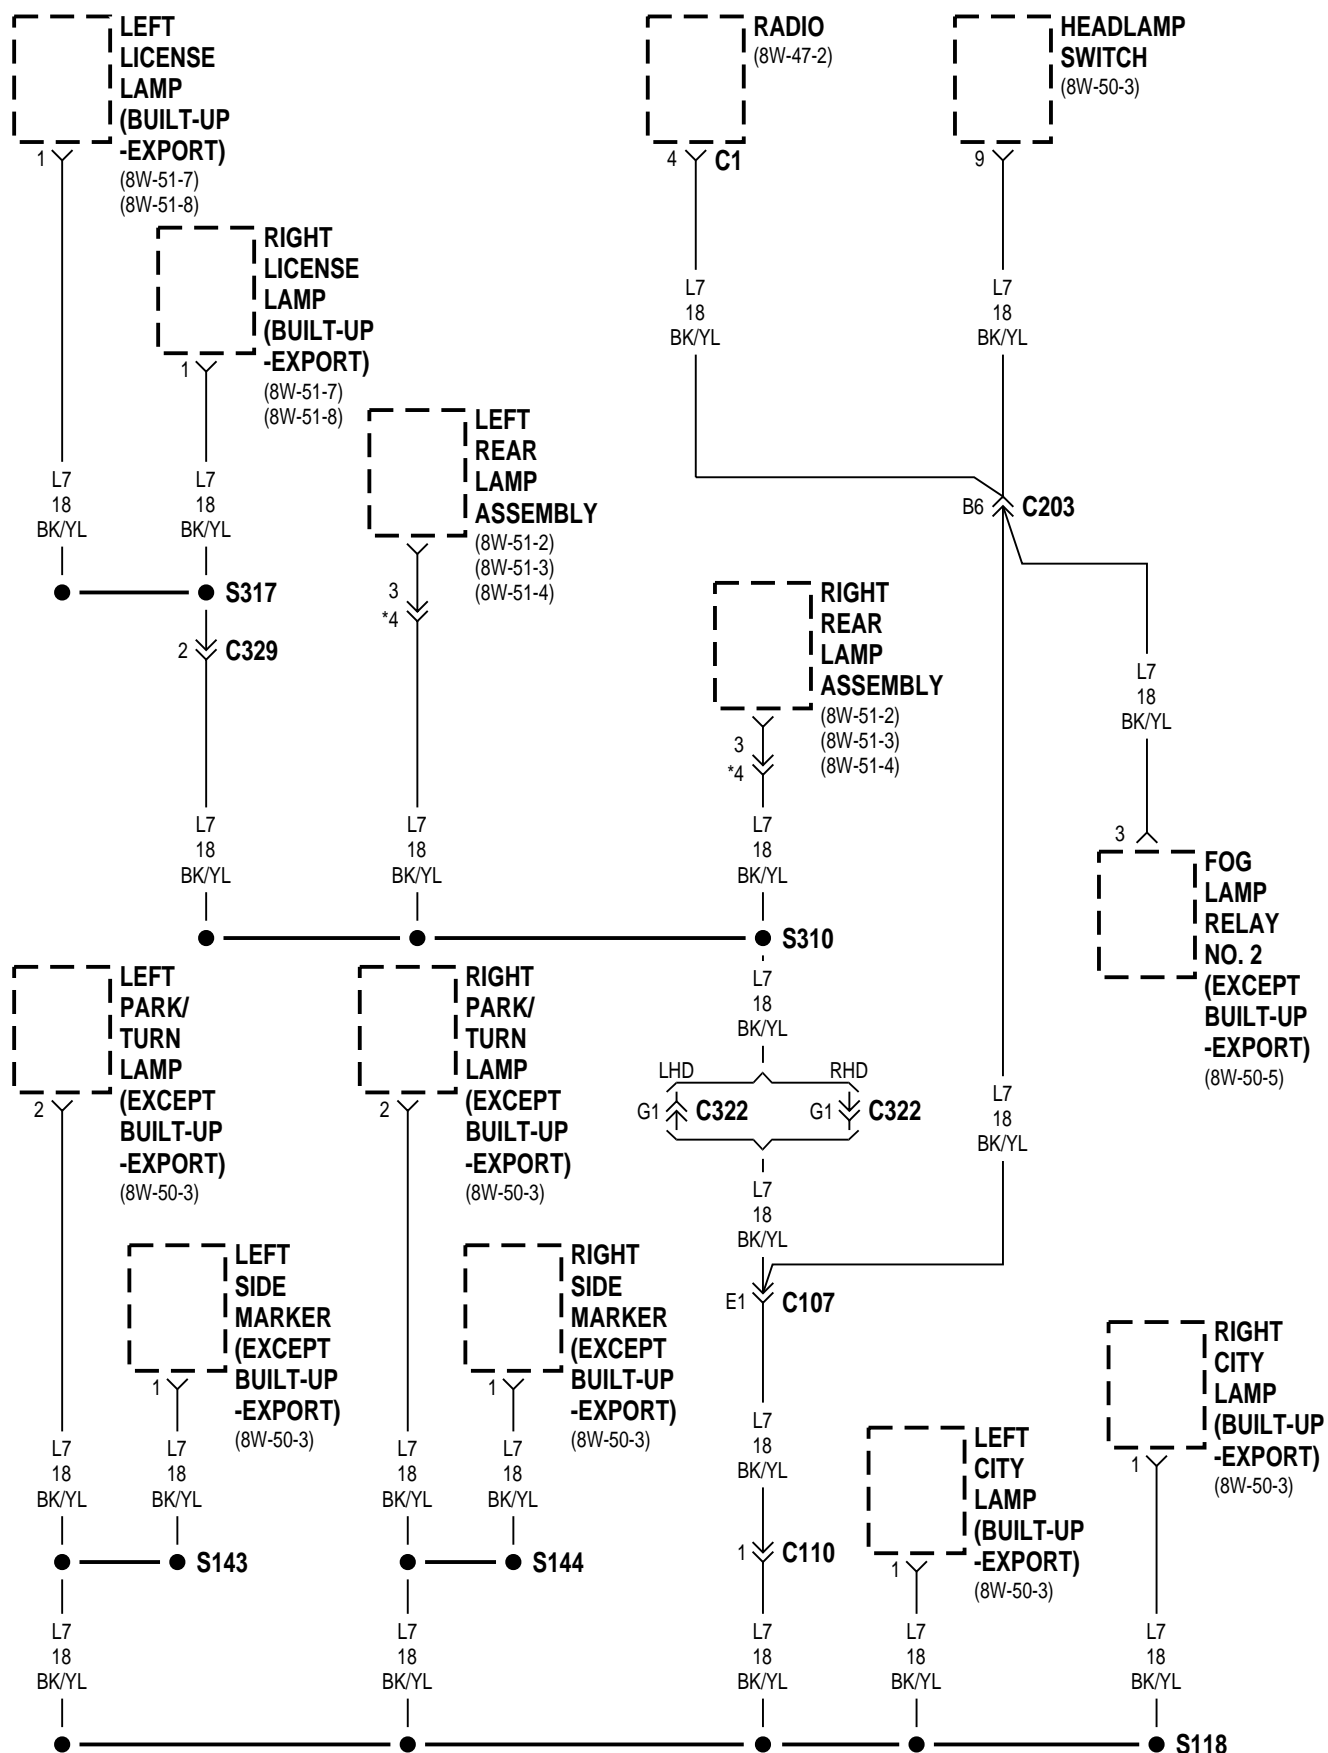 LEFT
LICENSE
LAMP
(BUILT-UP
-EXPORT)
(8W-51-7)
(8W-51-8)
1
RADIO
(8W-47-2)
4
C1
HEADLAMP
SWITCH
(8W-50-3)
9
RIGHT
LICENSE
LAMP
(BUILT-UP
-EXPORT)
(8W-51-7)
(8W-51-8)
1
L7
18
BK/YL
L7
18
BK/YL
LEFT
REAR
LAMP
ASSEMBLY
(8W-51-2)
(8W-51-3)
(8W-51-4)
3
*4
L7
18
BK/YL
L7
18
BK/YL
B6
C203
S317
2
C329
RIGHT
REAR
LAMP
ASSEMBLY
(8W-51-2)
(8W-51-3)
(8W-51-4)
3
*4
L7
18
BK/YL
L7
18
BK/YL
L7
18
BK/YL
L7
18
BK/YL
3
FOG
LAMP
RELAY
NO. 2
(EXCEPT
BUILT-UP
-EXPORT)
(8W-50-5)
S310
LEFT
PARK/
TURN
LAMP
(EXCEPT
BUILT-UP
-EXPORT)
(8W-50-3)
2
RIGHT
PARK/
TURN
LAMP
(EXCEPT
BUILT-UP
-EXPORT)
(8W-50-3)
2
L7
18
BK/YL
LHD
RHD
G1
C322
G1
C322
L7
18
BK/YL
L7
18
BK/YL
LEFT
SIDE
MARKER
(EXCEPT
BUILT-UP
-EXPORT)
(8W-50-3)
1
RIGHT
SIDE
MARKER
(EXCEPT
BUILT-UP
-EXPORT)
(8W-50-3)
1
E1
C107
RIGHT
CITY
LAMP
(BUILT-UP
-EXPORT)
(8W-50-3)
1
LEFT
CITY
LAMP
(BUILT-UP
-EXPORT)
(8W-50-3)
1
L7
18
BK/YL
L7
18
BK/YL
L7
18
BK/YL
L7
18
BK/YL
L7
18
BK/YL
S143
S144
1
C110
L7
18
BK/YL
L7
18
BK/YL
L7
18
BK/YL
L7
18
BK/YL
L7
18
BK/YL
S118